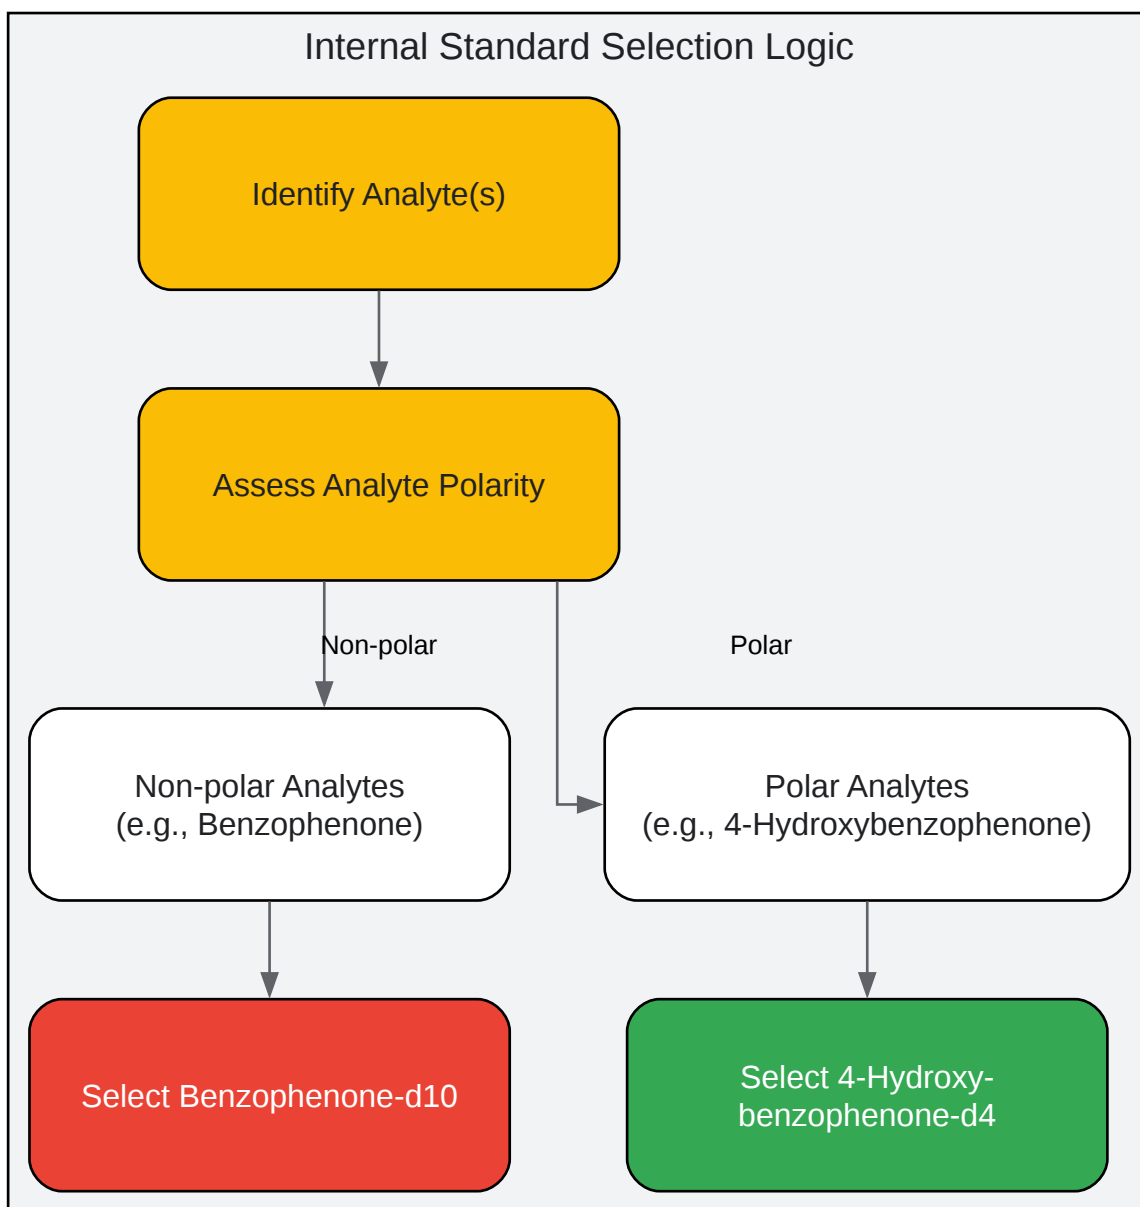 Internal Standard Selection Logic
Identify Analyte(s)
Assess Analyte Polarity
Non-polar
Polar
Non-polar Analytes
(e.g., Benzophenone)
Polar Analytes
(e.g., 4-Hydroxybenzophenone)
Select Benzophenone-d10
Select 4-Hydroxy-
benzophenone-d4